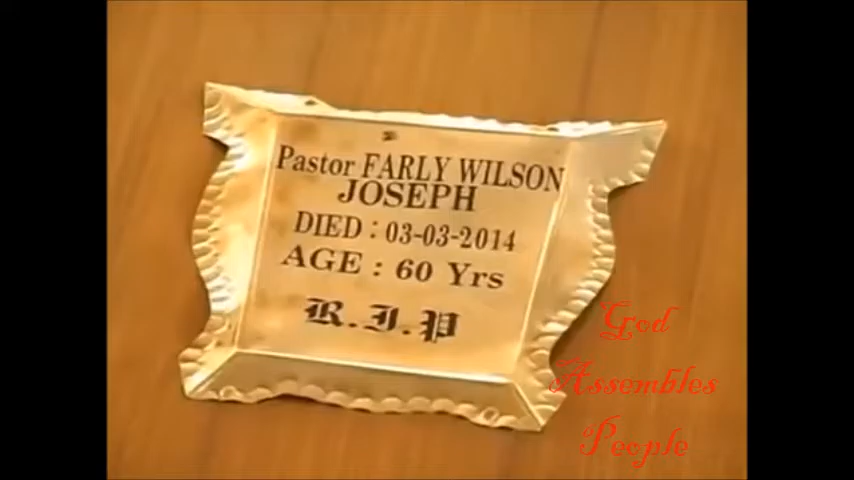 Pastor FARLY WILSON
JOSEPH
DIED : 03-03-2014
AGE : 60 Yrs
R.I.P
God
Assembles
People